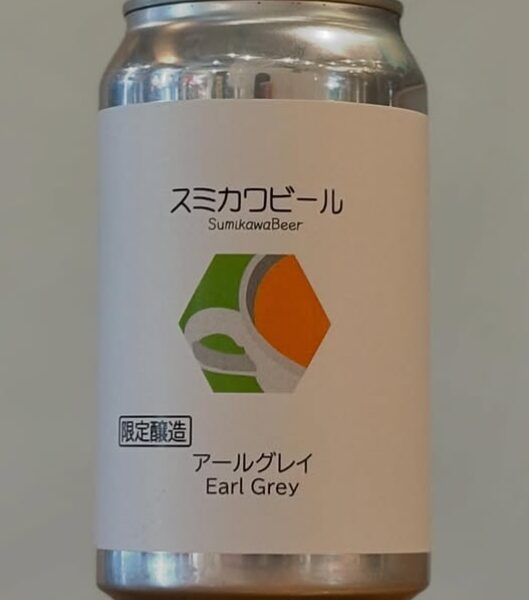 スミカワビール
SumikawaBeer
限定醸造
アールグレイ
Earl Grey